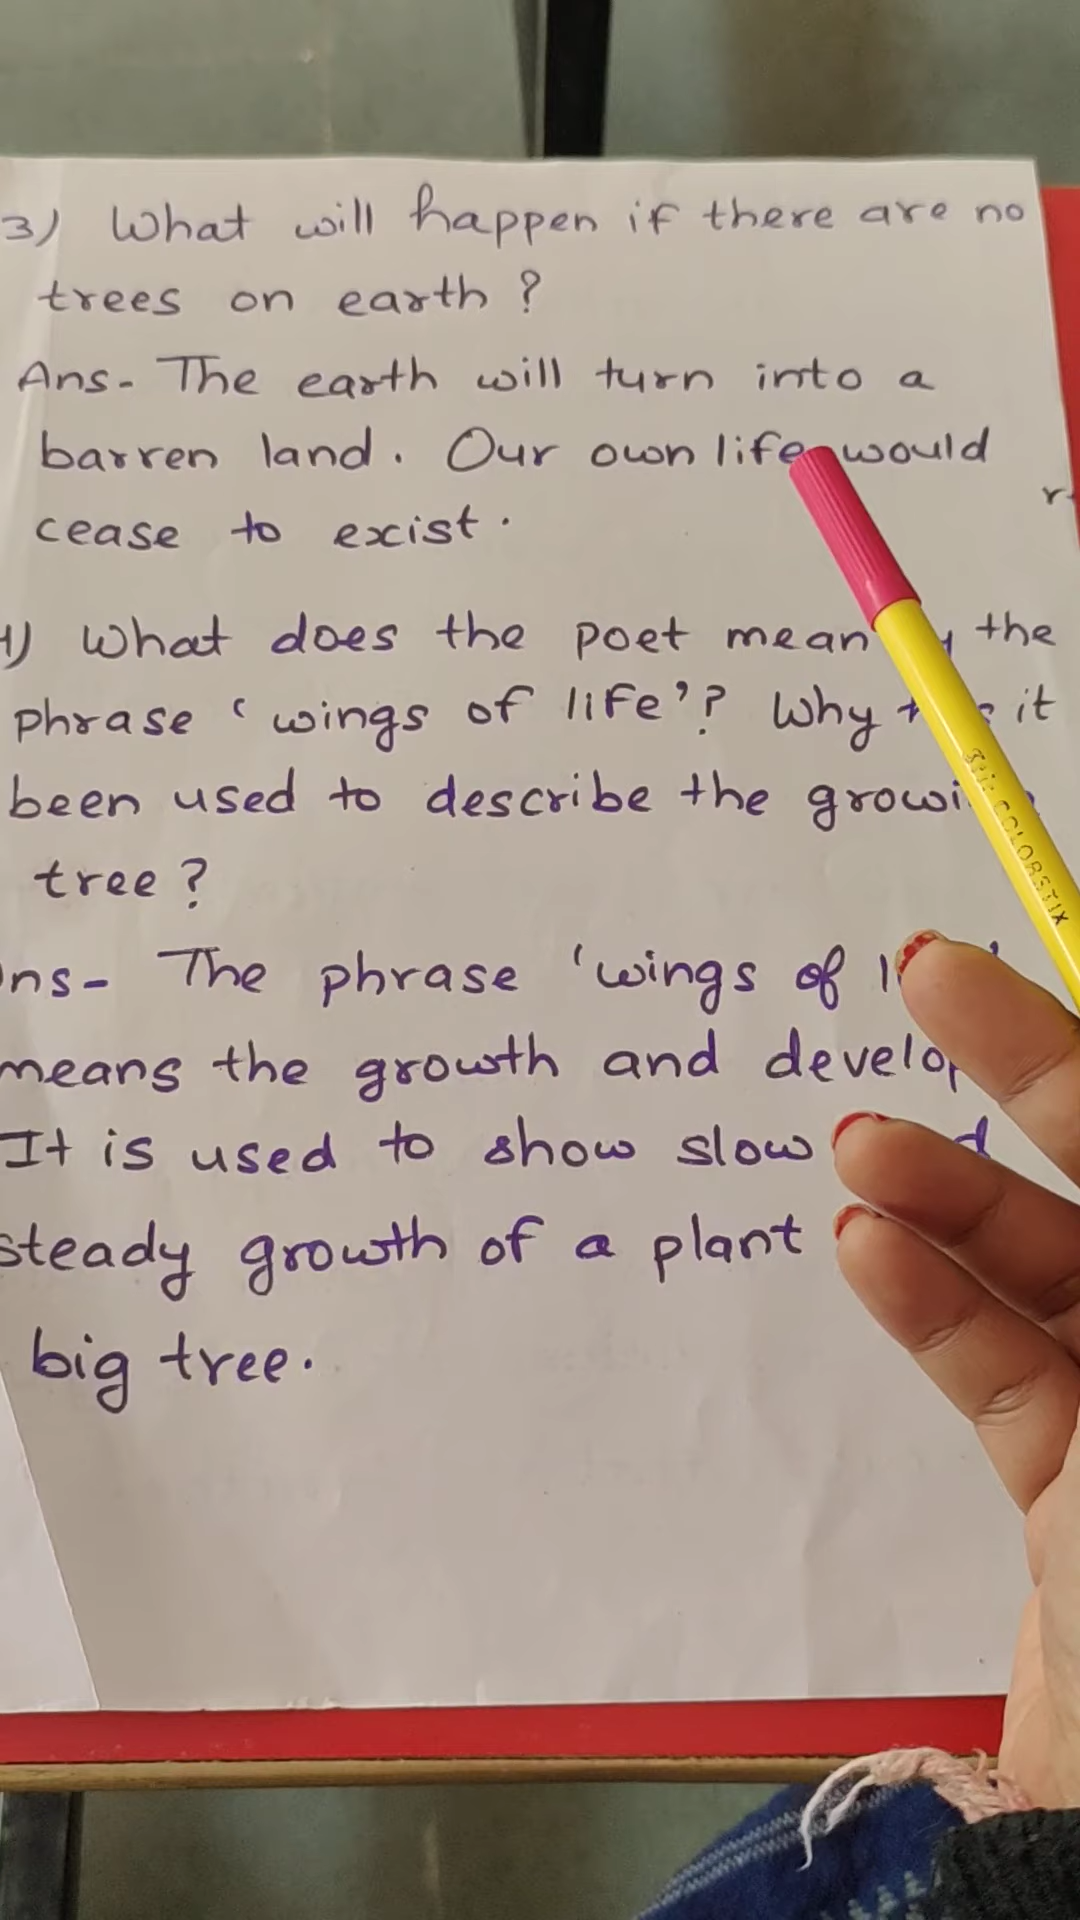 3) What will happen if there are no
trees on earth ?
Ans- The earth will turn into a
barren land. Our own life would
cease to exist.
What does the poet mean the
phrase 'wings of life'? Why it
been used to describe the
tree ?
The phrase 'wings of
means the growth and
It is used to show slow
steady growth of a plant
big tree.
COLORSTIX